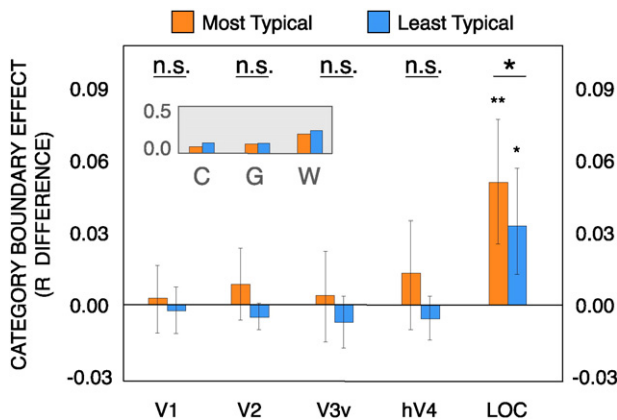 Most Typical Least Typical
CATEGORY BOUNDARY EFFECT
(R DIFFERENCE)
0.09 n.s. n.s. n.s. n.s. * 0.09
**
0.5
0.06 0.0 * 0.06
C G W
0.03 0.03
0.00 0.00
-0.03 -0.03
V1 V2 V3v hV4 LOC